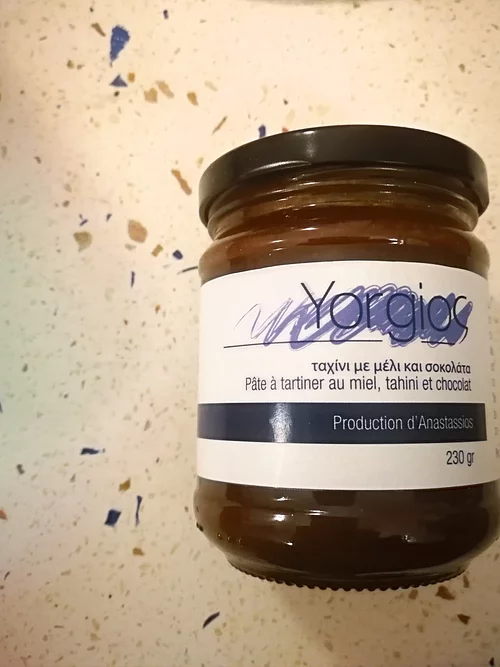 Yorgios
ταχίνι με μέλι και σοκολάτα
Pâte à tartiner au miel, tahini et chocolat
Production d'Anastassios
230 gr